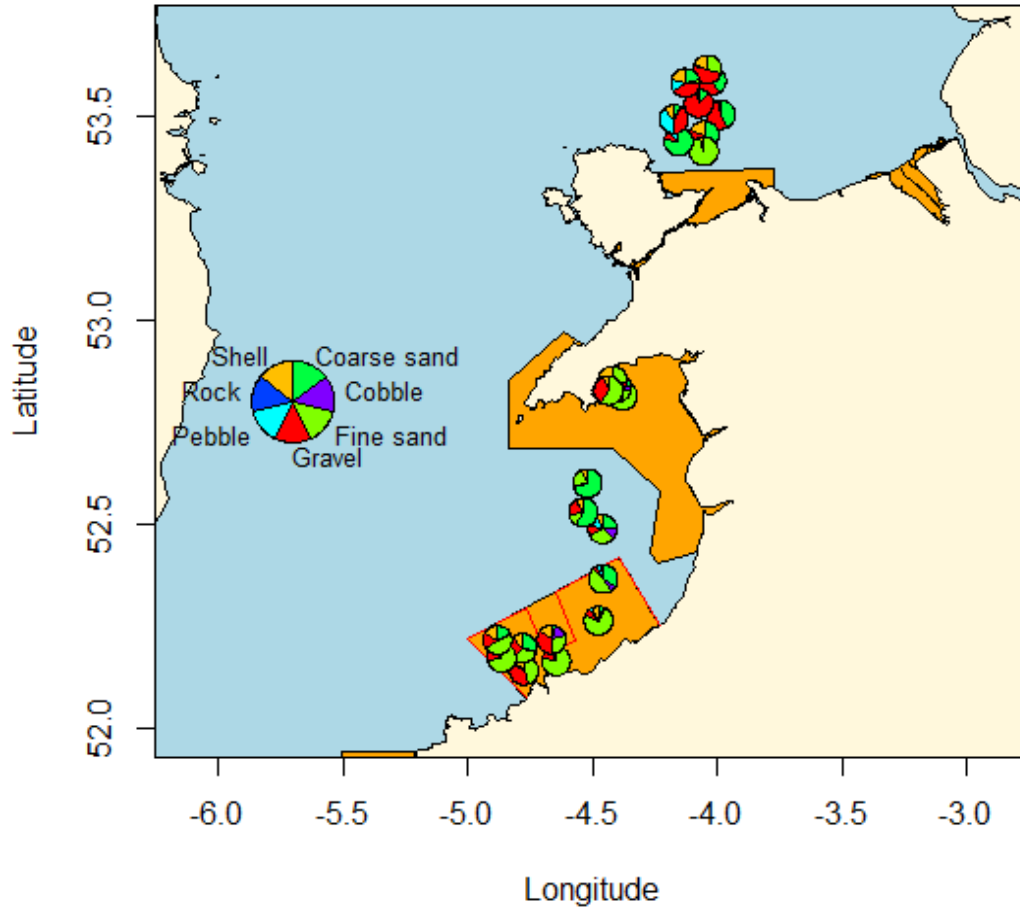 53.5
53.0
52.5
52.0
Latitude
Shell
Coarse sand
Rock
Cobble
Pebble
Fine sand
Gravel
-6.0
-5.5
-5.0
-4.5
-4.0
-3.5
-3.0
Longitude